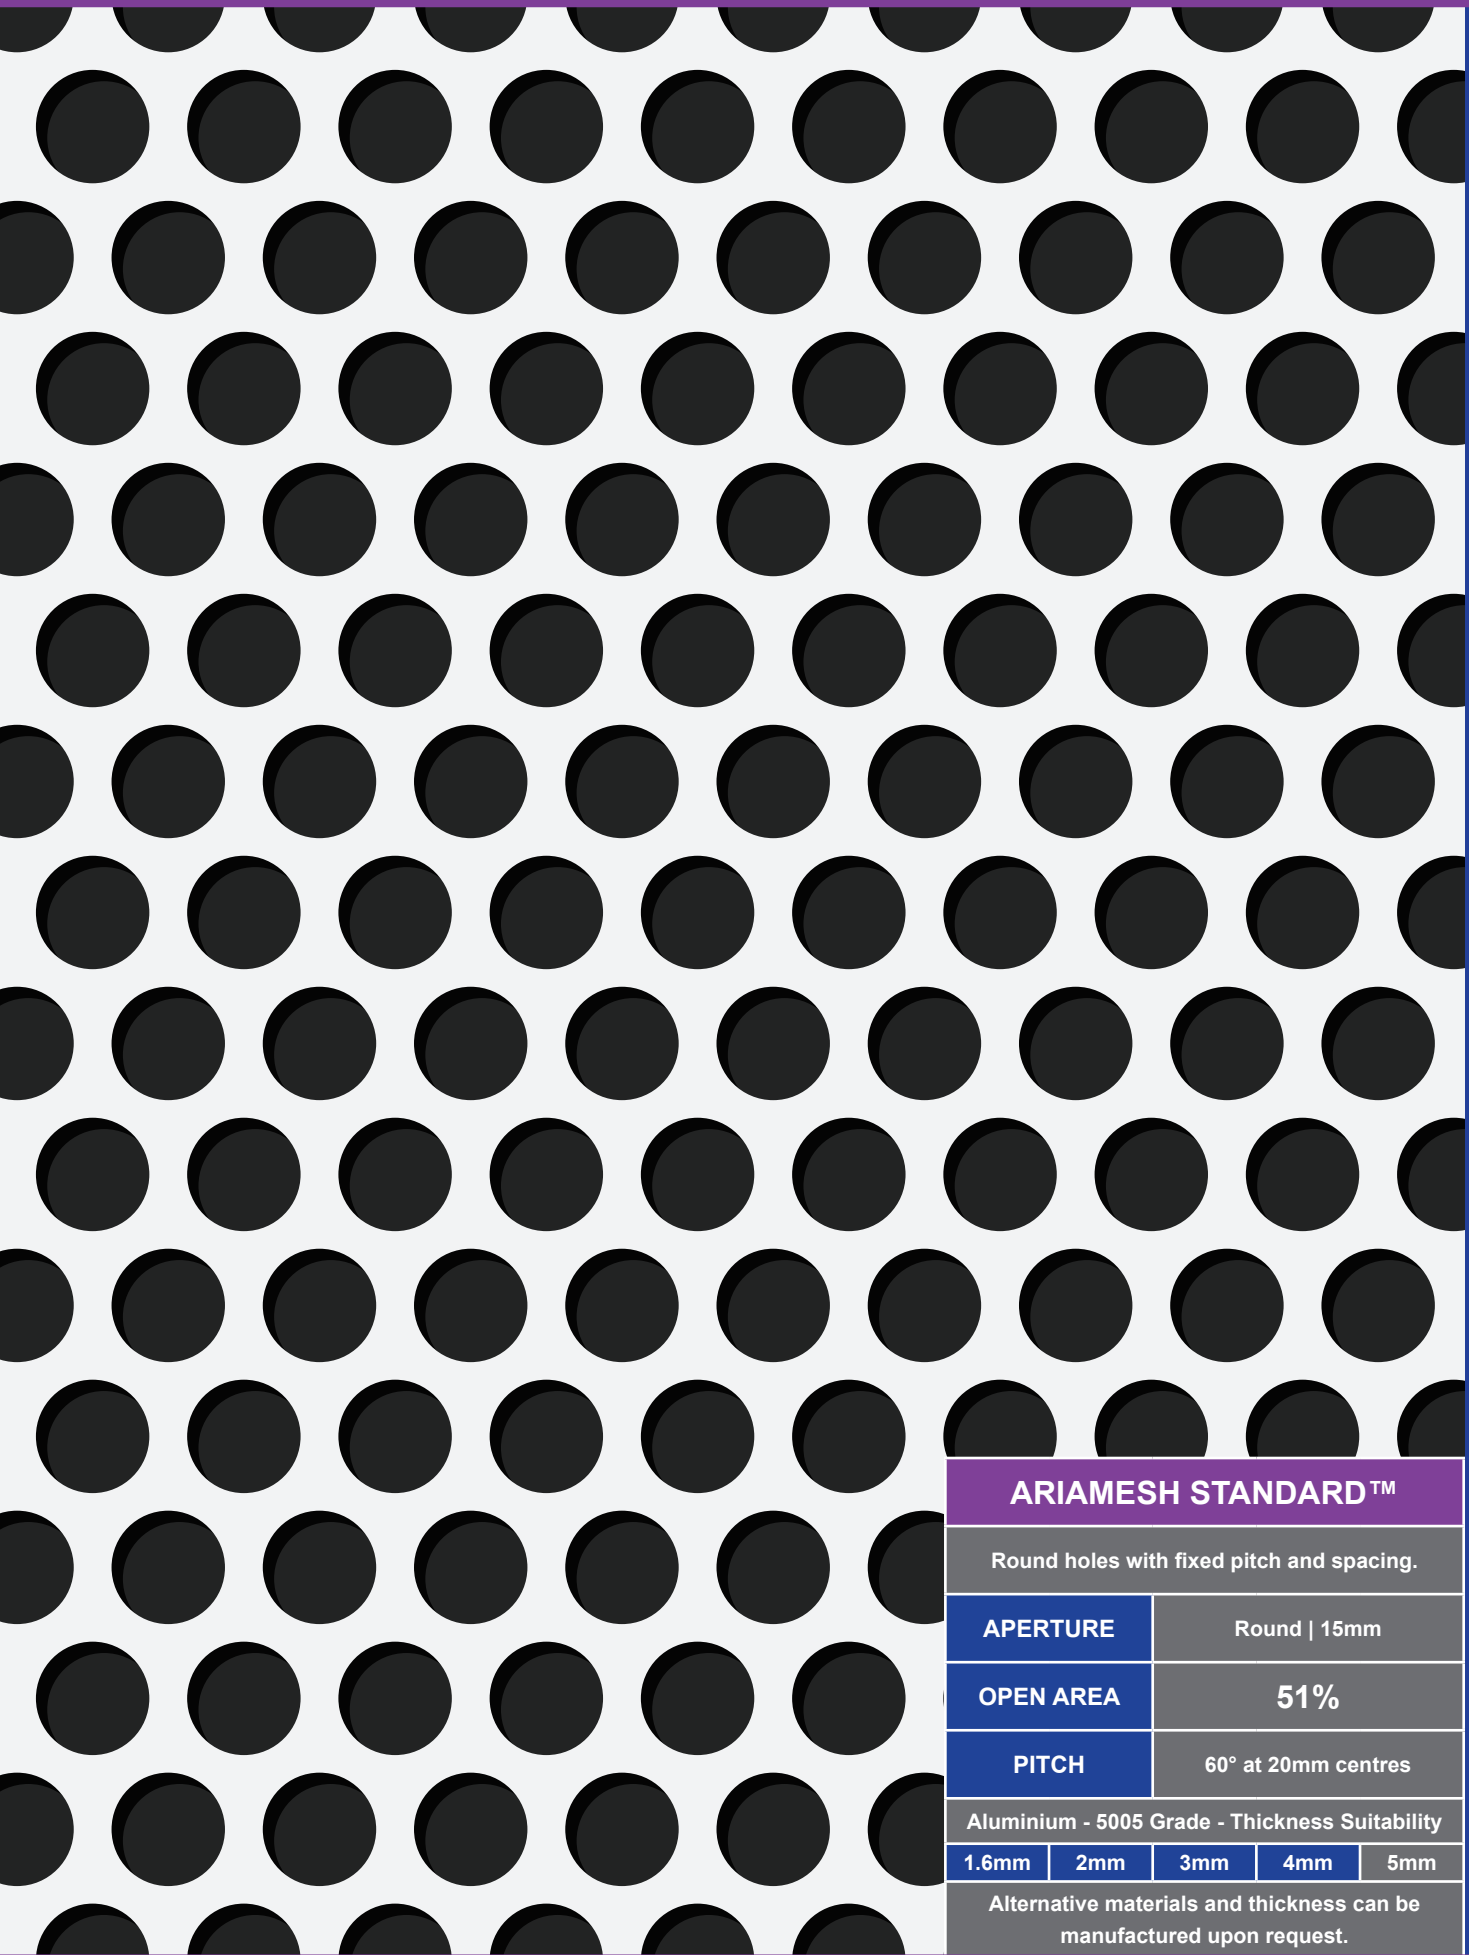 ARIAMESH STANDARD™
Round holes with fixed pitch and spacing.
APERTURE Round | 15mm
OPEN AREA 51%
PITCH 60° at 20mm centres
Aluminium - 5005 Grade - Thickness Suitability
1.6mm 2mm 3mm 4mm 5mm
Alternative materials and thickness can be
manufactured upon request.